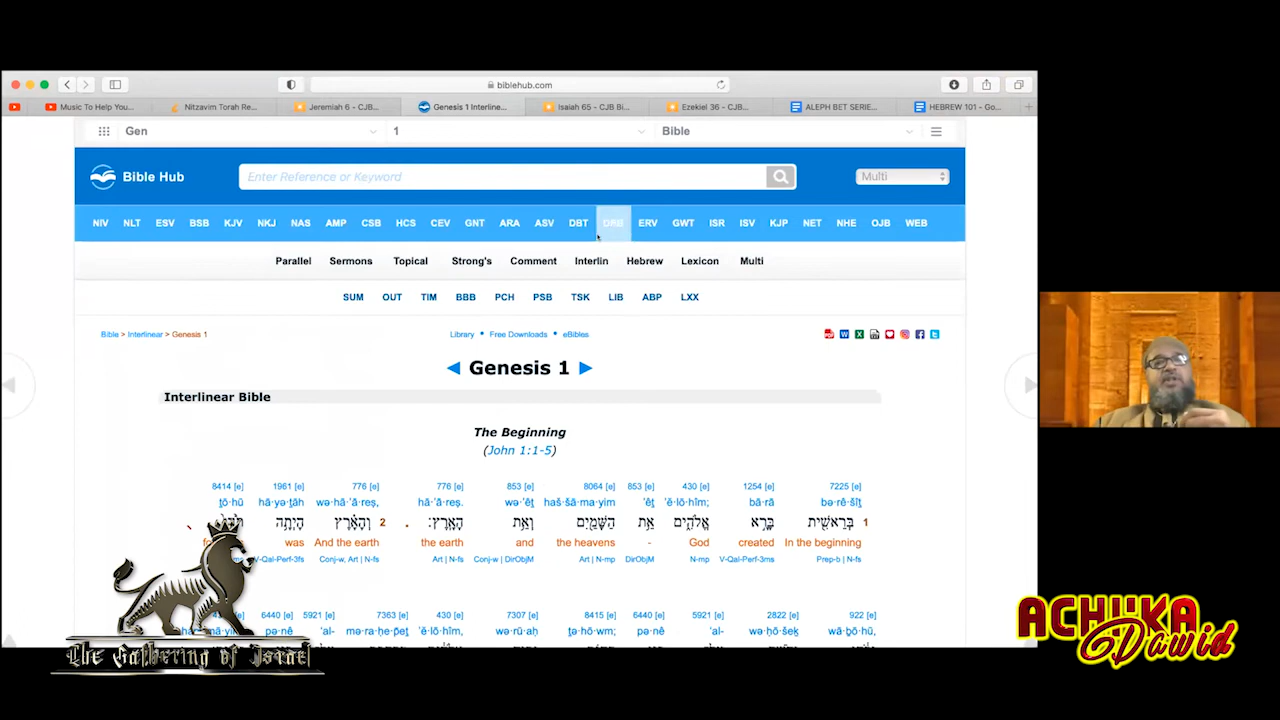 biblehub.com
Music To Help You... Nitzavim Torah Re... Jeremiah 6 - CJB... Genesis 1 Interline... Isaiah 65 - CJB Bi... Ezekiel 36 - CJB... ALEPH BET SERIE... HEBREW 101 - Go...
Gen 1 Bible
Bible Hub Enter Reference or Keyword Multi
NIV NLT ESV BSB KJV NKJ NAS AMP CSB HCS CEV GNT ARA ASV DBT DRB ERV GWT ISR ISV KJP NET NHE OJB WEB
Parallel Sermons Topical Strong's Comment Interlin Hebrew Lexicon Multi
SUM OUT TIM BBB PCH PSB TSK LIB ABP LXX
Bible > Interlinear > Genesis 1 Library • Free Downloads • eBibles
Genesis 1
Interlinear Bible
The Beginning
(John 1:1-5)
8414 [e] 1961 [e] 776 [e] 776 [e] 853 [e] 8064 [e] 853 [e] 430 [e] 1254 [e] 7225 [e]
ṯō·hū hā·yə·ṯāh wə·hā·’ā·reṣ, hā·’ā·reṣ. wə·’êṯ haš·šā·ma·yim ’êṯ ’ĕ·lō·hîm; bā·rā bə·rê·šîṯ
1 בְּרֵאשִׁ֖ית בָּרָ֣א אֱלֹהִ֑ים אֵ֥ת הַשָּׁמַ֖יִם וְאֵ֥ת הָאָֽרֶץ׃ . 2 וְהָאָ֗רֶץ הָיְתָ֥ה
was And the earth the earth and the heavens - God created In the beginning
V-Qal-Perf-3fs Conj-w, Art | N-fs Art | N-fs Conj-w | DirObjM Art | N-mp DirObjM N-mp V-Qal-Perf-3ms Prep-b | N-fs
6440 [e] 5921 [e] 7363 [e] 430 [e] 7307 [e] 8415 [e] 6440 [e] 5921 [e] 2822 [e] 922 [e]
pə·nê ‘al- mə·ra·ḥe·p̄eṯ ’ĕ·lō·hîm, wə·rū·aḥ ṯə·hō·wm; pə·nê ‘al- wə·ḥō·šeḵ wā·ḇō·hū,
The Gathering of Israel
ACHUKA
Dawid